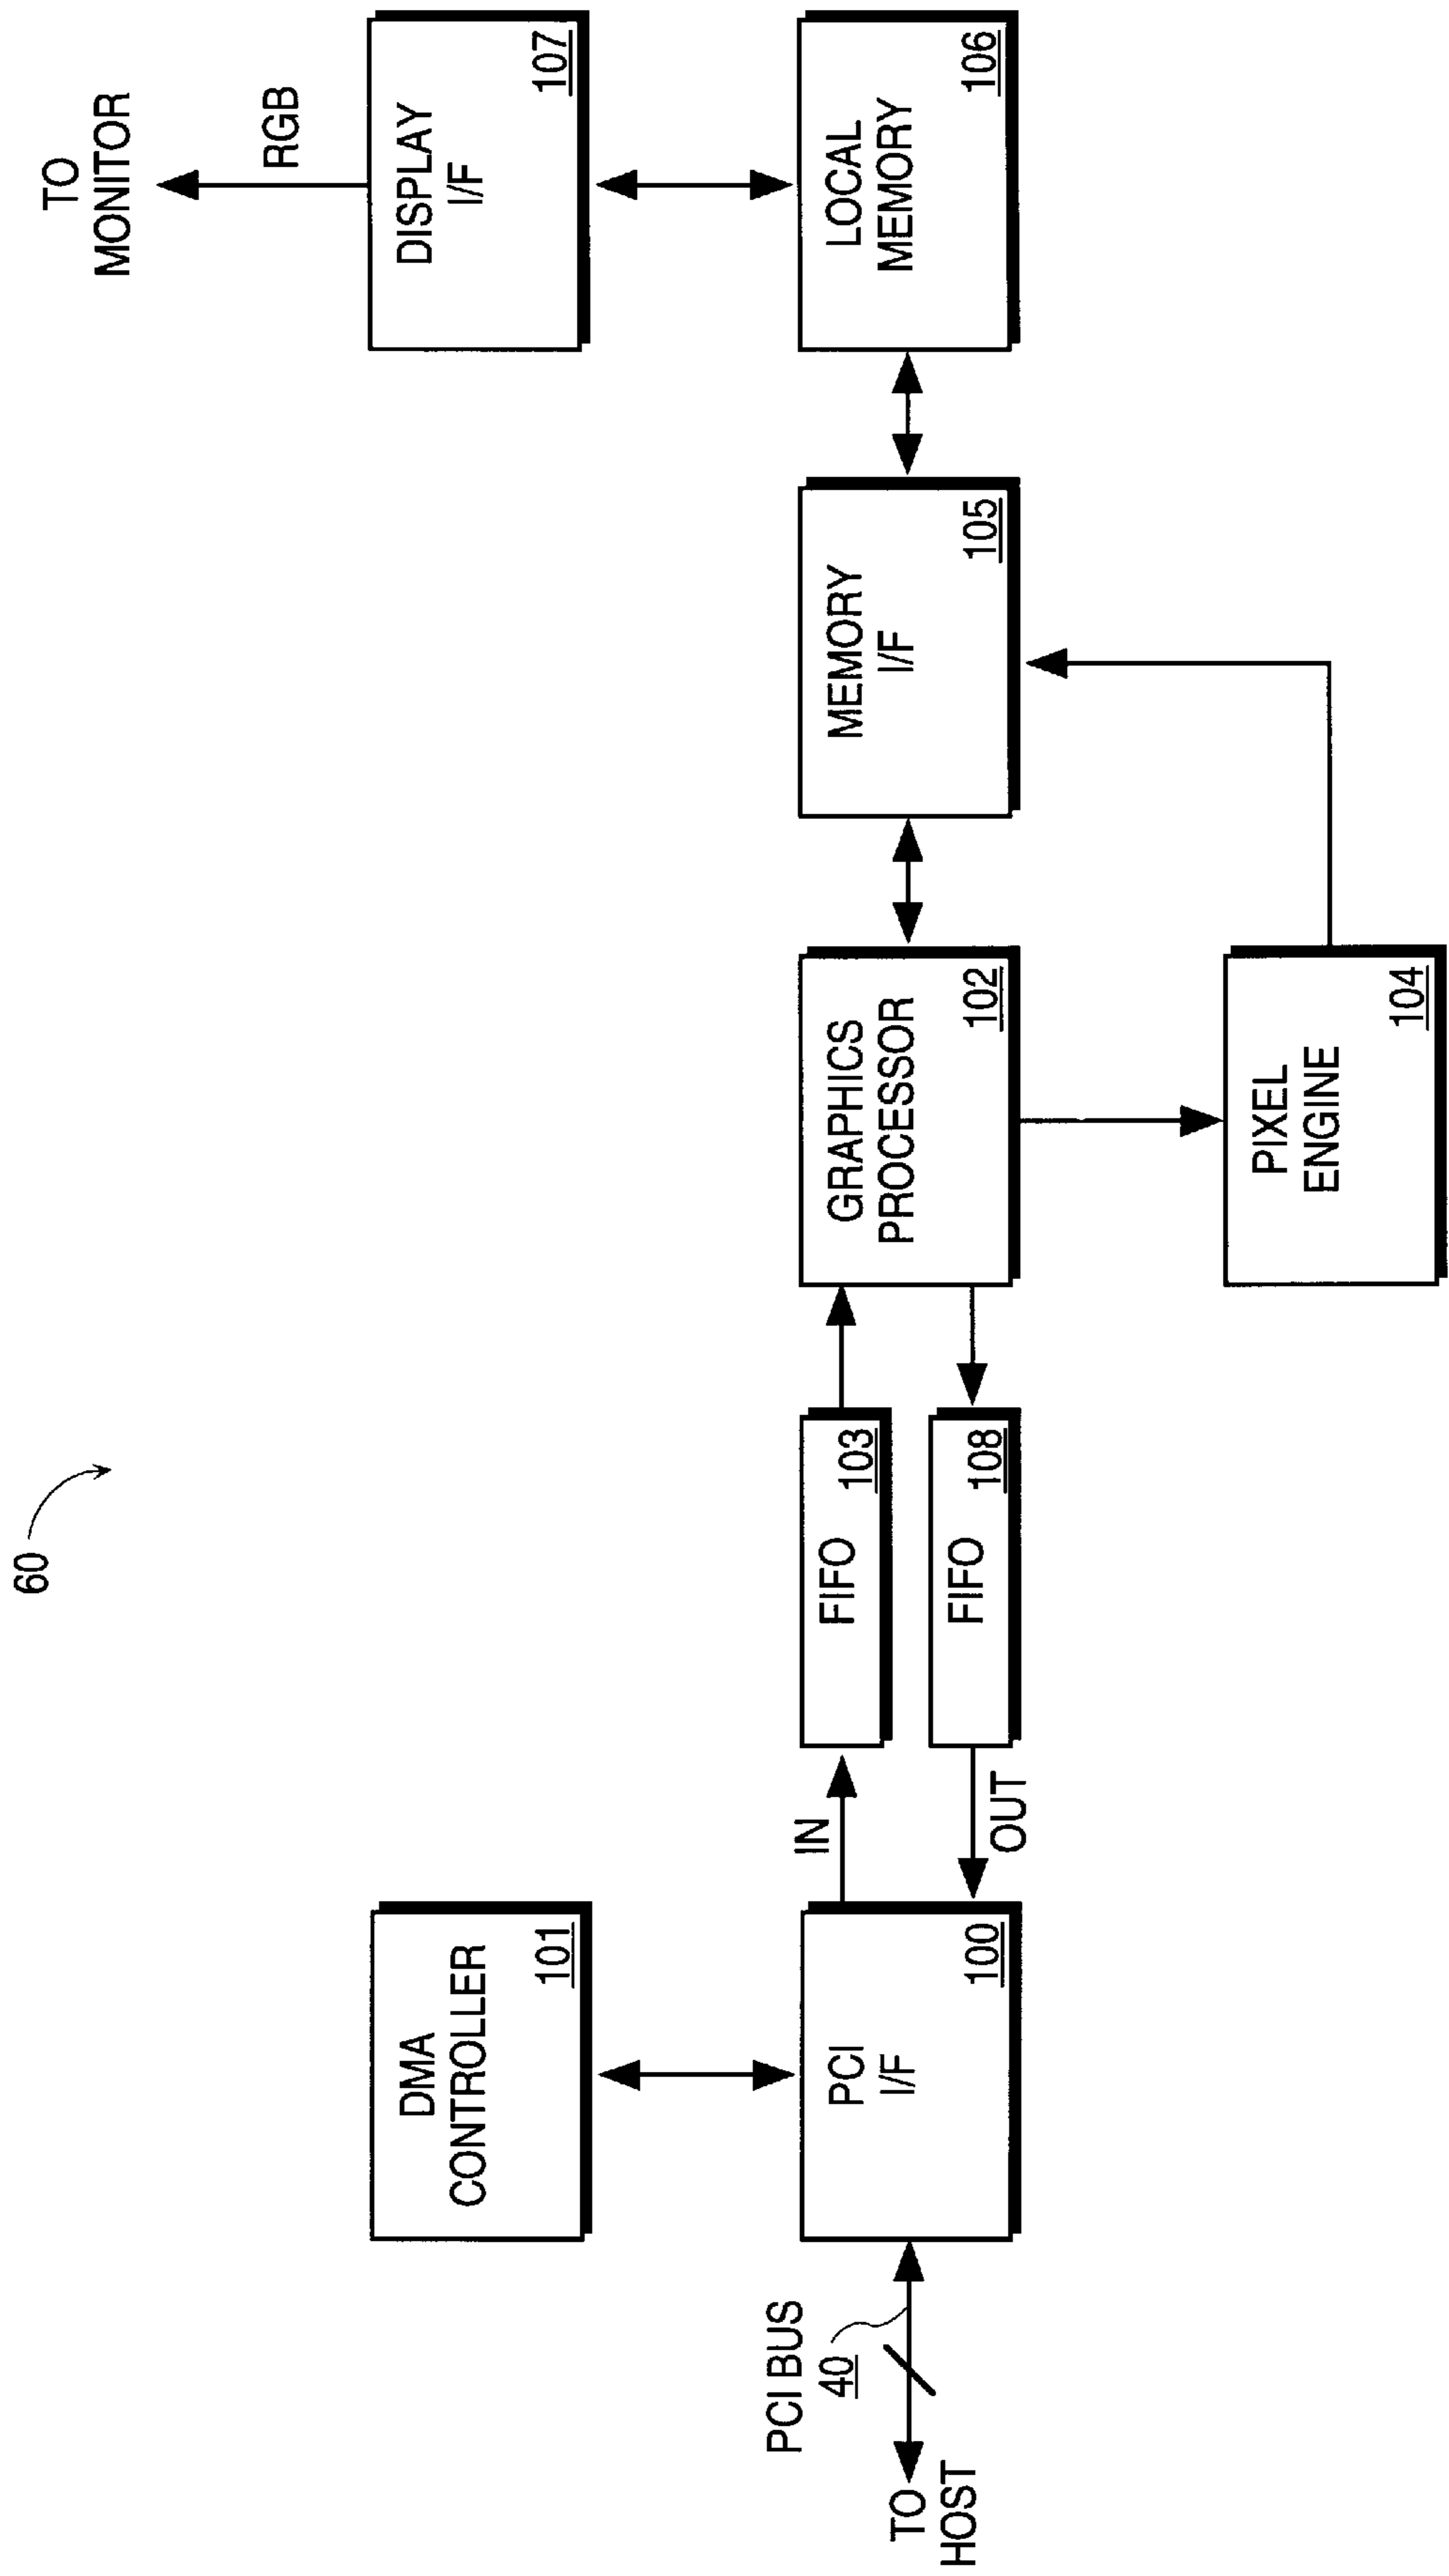 60
TO
MONITOR
RGB
DISPLAY
I/F
107
DMA
CONTROLLER
101
PCI BUS
40
TO
HOST
PCI
I/F
100
IN
OUT
FIFO
103
FIFO
108
GRAPHICS
PROCESSOR
102
MEMORY
I/F
105
LOCAL
MEMORY
106
PIXEL
ENGINE
104